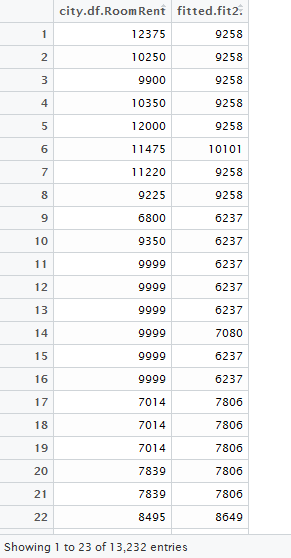 city.df.RoomRent fitted.fit2
1 12375 9258
2 10250 9258
3 9900 9258
4 10350 9258
5 12000 9258
6 11475 10101
7 11220 9258
8 9225 9258
9 6800 6237
10 9350 6237
11 9999 6237
12 9999 6237
13 9999 6237
14 9999 7080
15 9999 6237
16 9999 6237
17 7014 7806
18 7014 7806
19 7014 7806
20 7839 7806
21 7839 7806
22 8495 8649
Showing 1 to 23 of 13,232 entries